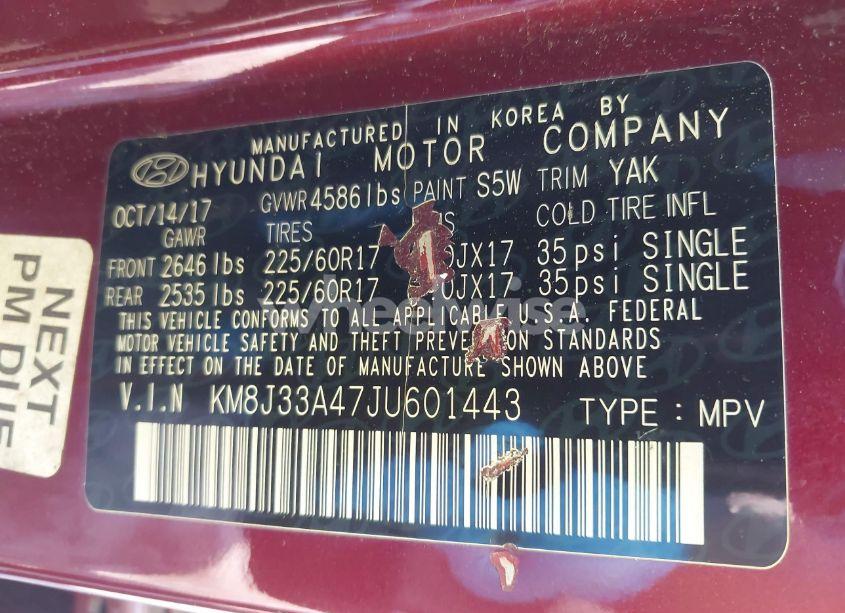 MANUFACTURED IN KOREA BY
HYUNDAI MOTOR COMPANY
OCT/14/17 GVWR 4586 lbs PAINT S5W TRIM YAK
GAWR TIRES COLD TIRE INFL
FRONT 2646 lbs 225/60R17 JX17 35psi SINGLE
REAR 2535 lbs 225/60R17 JX17 35psi SINGLE
THIS VEHICLE CONFORMS TO ALL APPLICABLE U.S.A. FEDERAL
MOTOR VEHICLE SAFETY AND THEFT PREVENTION STANDARDS
IN EFFECT ON THE DATE OF MANUFACTURE SHOWN ABOVE
V.I.N KM8J33A47JU601443 TYPE : MPV
NEXT
PM DUE